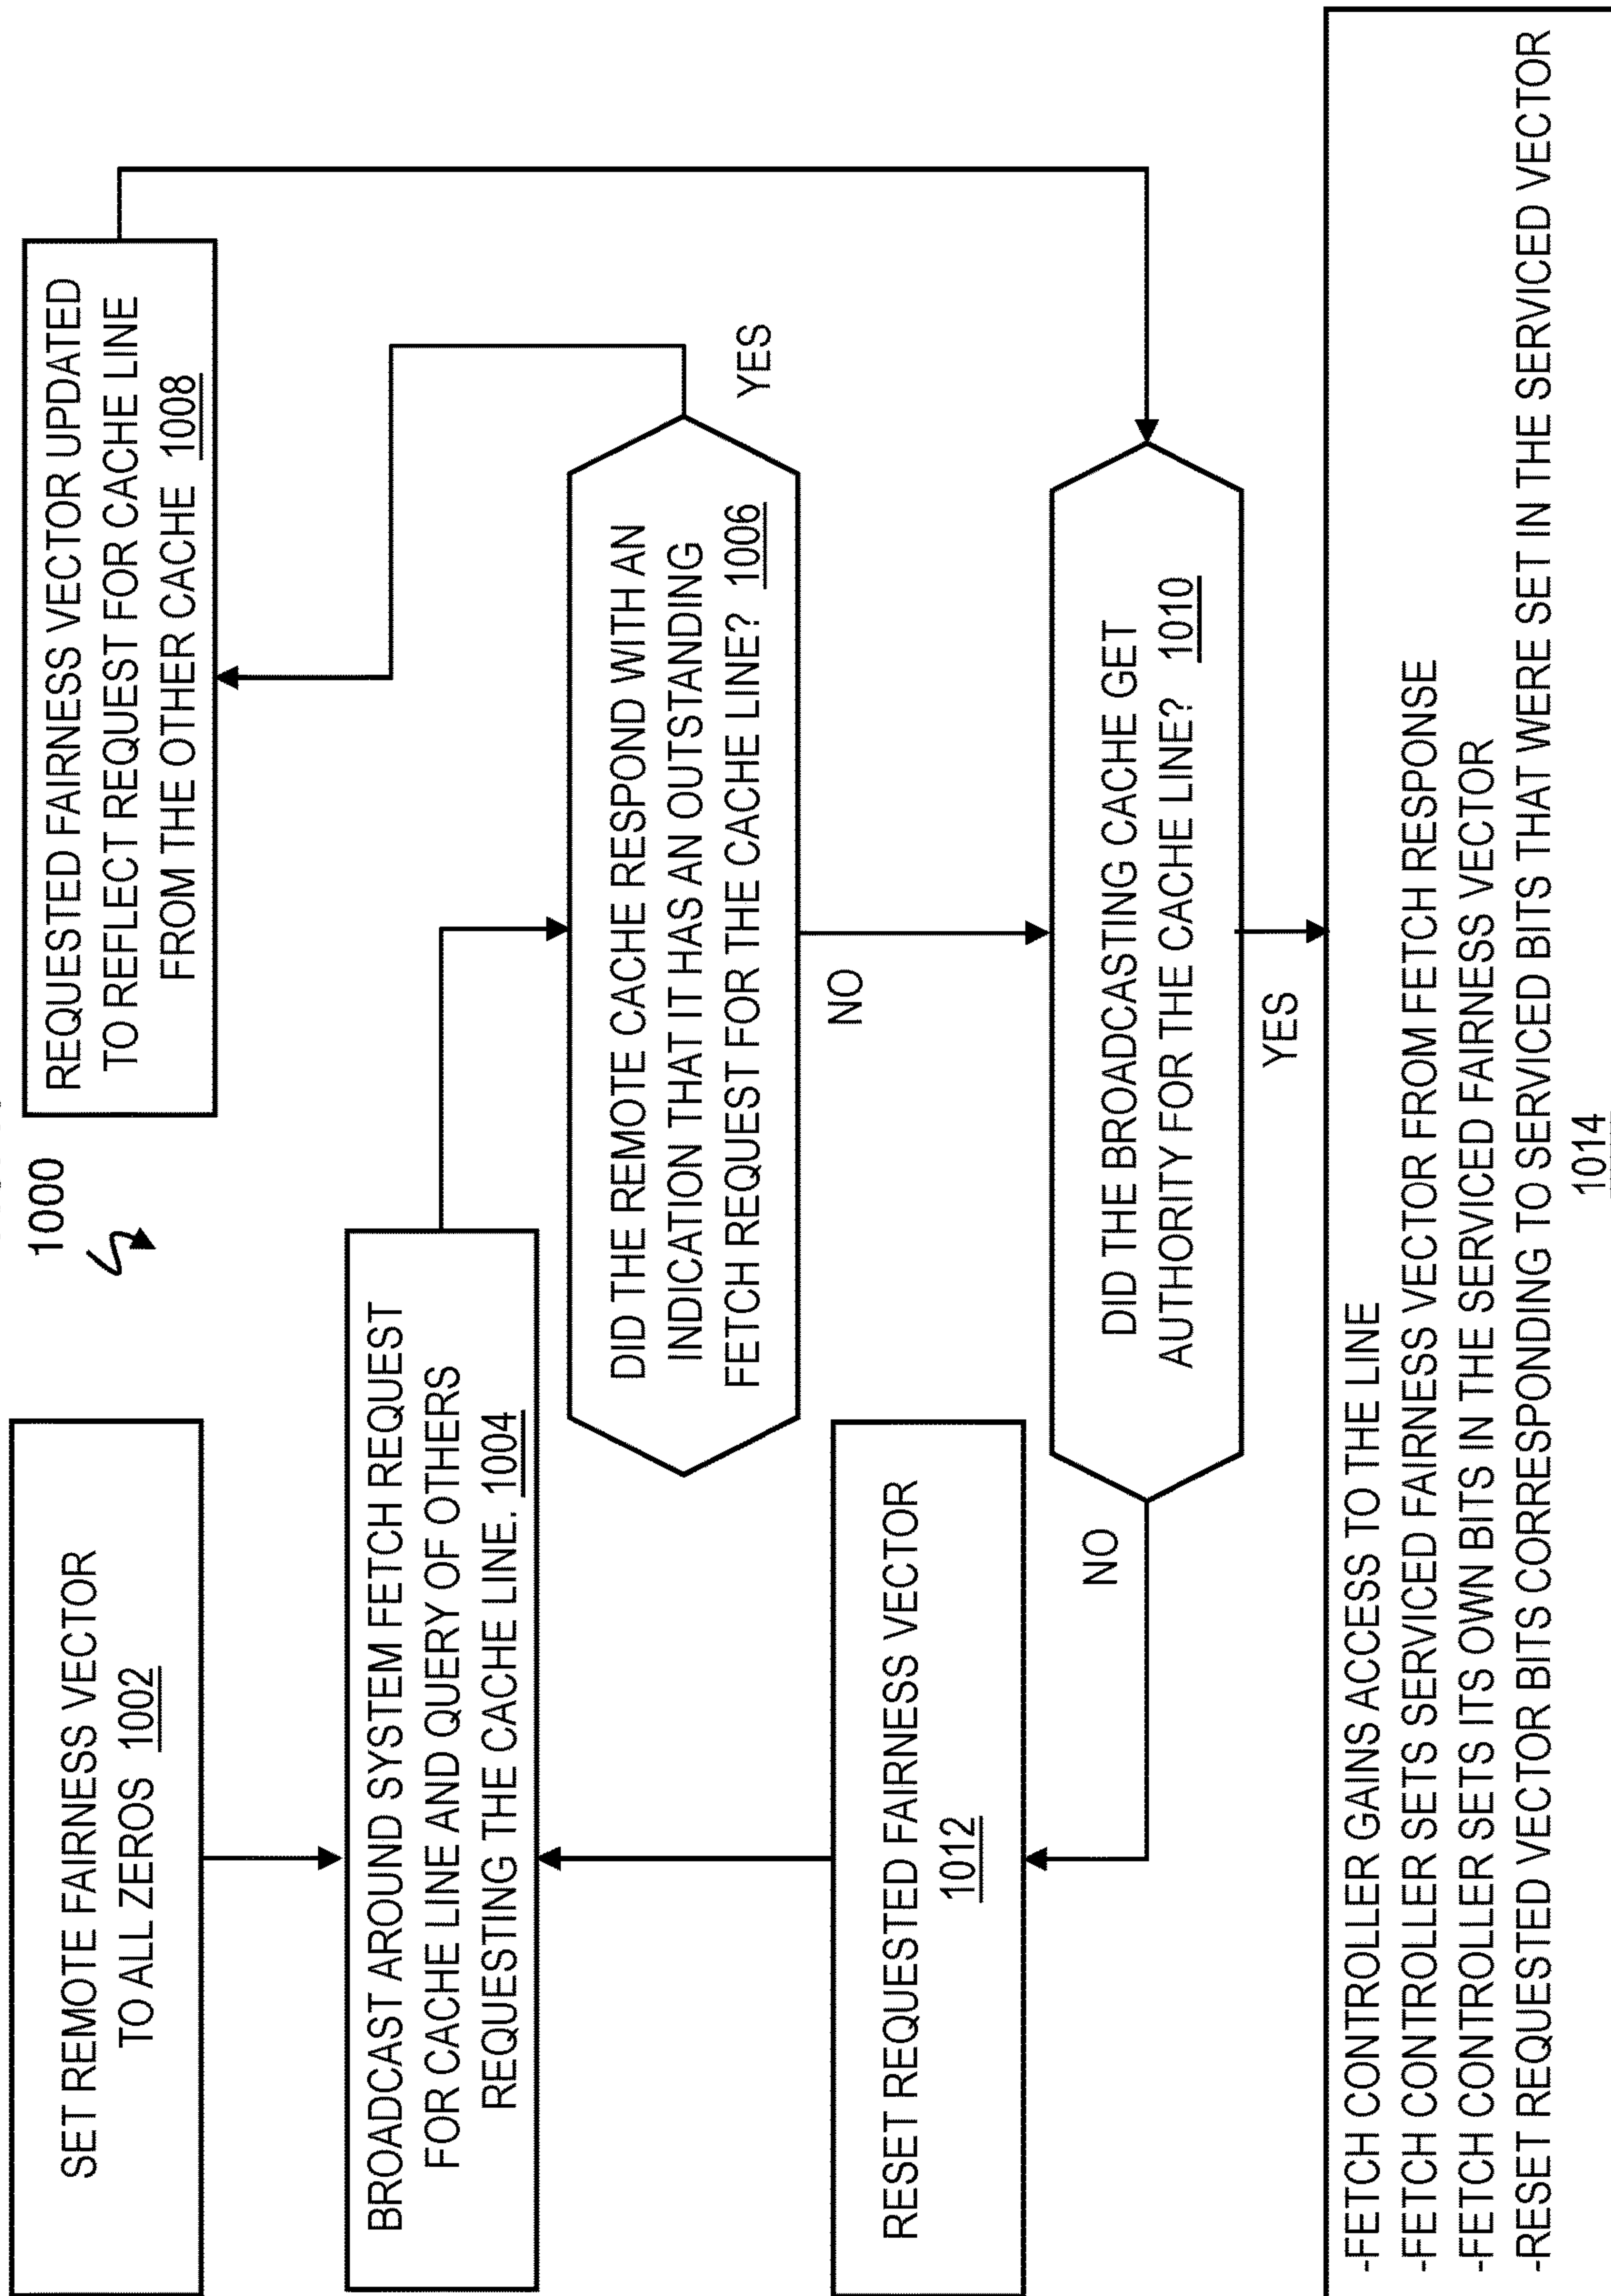 1000
SET REMOTE FAIRNESS VECTOR
TO ALL ZEROS 1002
BROADCAST AROUND SYSTEM FETCH REQUEST
FOR CACHE LINE AND QUERY OF OTHERS
REQUESTING THE CACHE LINE. 1004
REQUESTED FAIRNESS VECTOR UPDATED
TO REFLECT REQUEST FOR CACHE LINE
FROM THE OTHER CACHE 1008
DID THE REMOTE CACHE RESPOND WITH AN
INDICATION THAT IT HAS AN OUTSTANDING
FETCH REQUEST FOR THE CACHE LINE? 1006
YES
NO
RESET REQUESTED FAIRNESS VECTOR
1012
DID THE BROADCASTING CACHE GET
AUTHORITY FOR THE CACHE LINE? 1010
NO
YES
-FETCH CONTROLLER GAINS ACCESS TO THE LINE
-FETCH CONTROLLER SETS SERVICED FAIRNESS VECTOR FROM FETCH RESPONSE
-FETCH CONTROLLER SETS ITS OWN BITS IN THE SERVICED FAIRNESS VECTOR
-RESET REQUESTED VECTOR BITS CORRESPONDING TO SERVICED BITS THAT WERE SET IN THE SERVICED VECTOR
1014